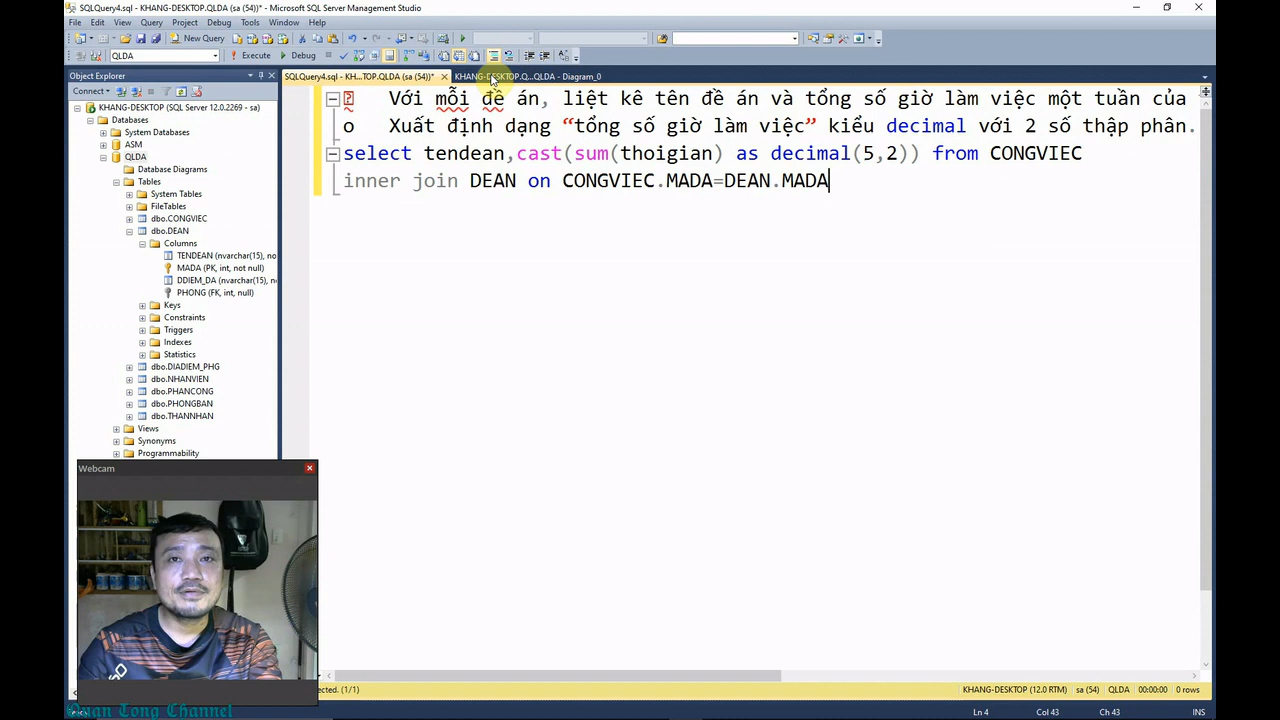 SQLQuery4.sql - KHANG-DESKTOP.QLDA (sa (54))* - Microsoft SQL Server Management Studio
File Edit View Query Project Debug Tools Window Help
New Query
QLDA Execute Debug
Object Explorer
SQLQuery4.sql - KH...TOP.QLDA (sa (54))* KHANG-DESKTOP.Q...QLDA - Diagram_0
Connect
KHANG-DESKTOP (SQL Server 12.0.2269 - sa)
Databases
System Databases
ASM
QLDA
Database Diagrams
Tables
System Tables
FileTables
dbo.CONGVIEC
dbo.DEAN
Columns
TENDEAN (nvarchar(15), no
MADA (PK, int, not null)
DDIEM_DA (nvarchar(15), n
PHONG (FK, int, null)
Keys
Constraints
Triggers
Indexes
Statistics
dbo.DIADIEM_PHG
dbo.NHANVIEN
dbo.PHANCONG
dbo.PHONGBAN
dbo.THANNHAN
Views
Synonyms
Programmability
Với mỗi đề án, liệt kê tên đề án và tổng số giờ làm việc một tuần của
o Xuất định dạng “tổng số giờ làm việc” kiểu decimal với 2 số thập phân.
select tendean,cast(sum(thoigian) as decimal(5,2)) from CONGVIEC
inner join DEAN on CONGVIEC.MADA=DEAN.MADA
Webcam
ected. (1/1) KHANG-DESKTOP (12.0 RTM) sa (54) QLDA 00:00:00 0 rows
Quan Tong Channel
Ln 4 Col 43 Ch 43 INS